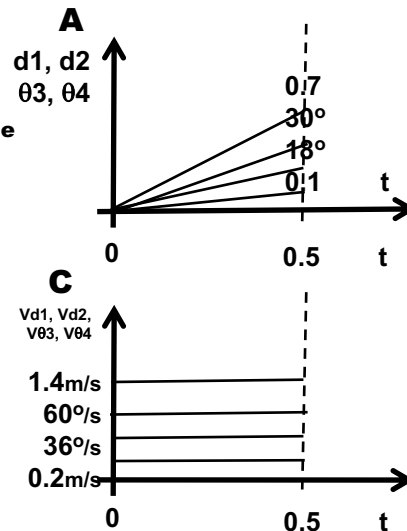 A
d1, d2
θ3, θ4
e
0.7
30º
18º
0.1
t
0
0.5
t
C
Vd1, Vd2,
Vθ3, Vθ4
1.4m/s
60º/s
36º/s
0.2m/s
0
0.5
t